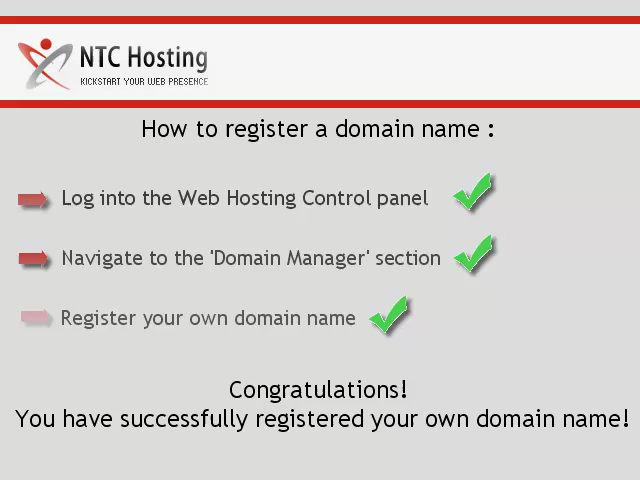 NTC Hosting
KICKSTART YOUR WEB PRESENCE
How to register a domain name :
Log into the Web Hosting Control panel
Navigate to the 'Domain Manager' section
Register your own domain name
Congratulations!
You have successfully registered your own domain name!